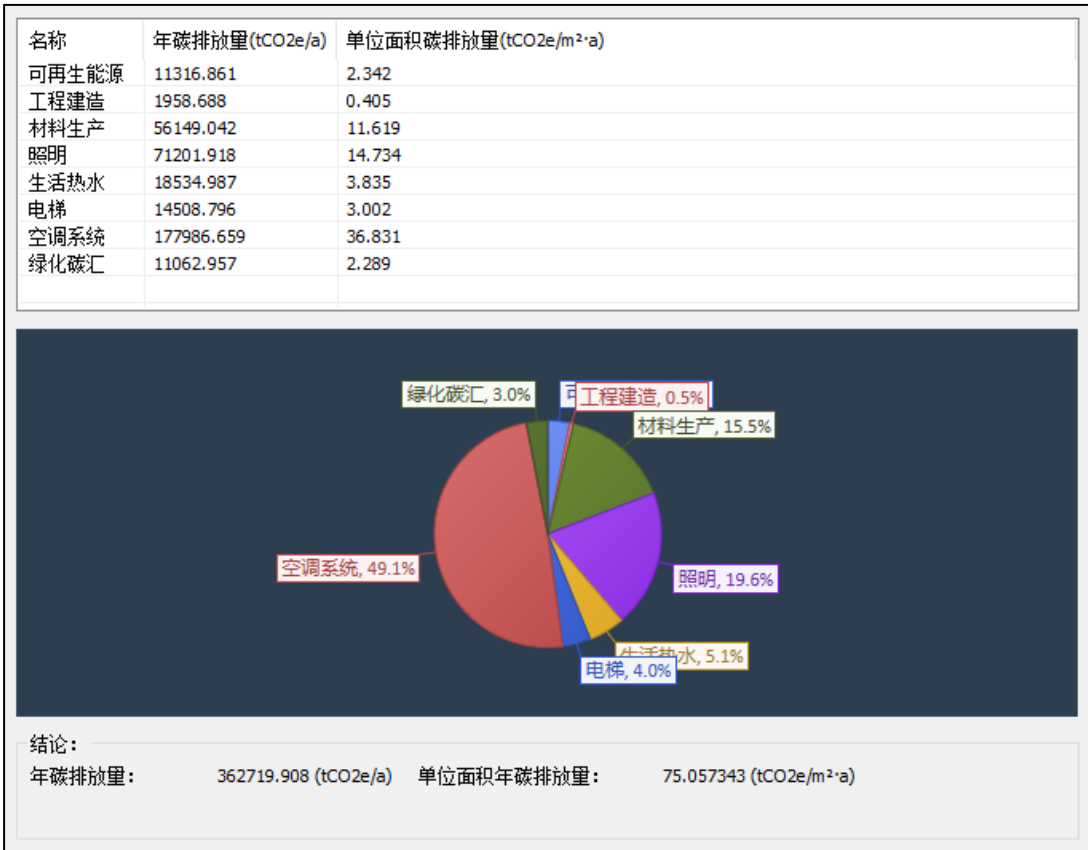 名称 年碳排放量(tCO2e/a) 单位面积碳排放量(tCO2e/m²·a)
可再生能源 11316.861 2.342
工程建造 1958.688 0.405
材料生产 56149.042 11.619
照明 71201.918 14.734
生活热水 18534.987 3.835
电梯 14508.796 3.002
空调系统 177986.659 36.831
绿化碳汇 11062.957 2.289
绿化碳汇, 3.0%
工程建造, 0.5%
材料生产, 15.5%
空调系统, 49.1%
照明, 19.6%
生活热水, 5.1%
电梯, 4.0%
结论:
年碳排放量: 362719.908 (tCO2e/a) 单位面积年碳排放量: 75.057343 (tCO2e/m²·a)